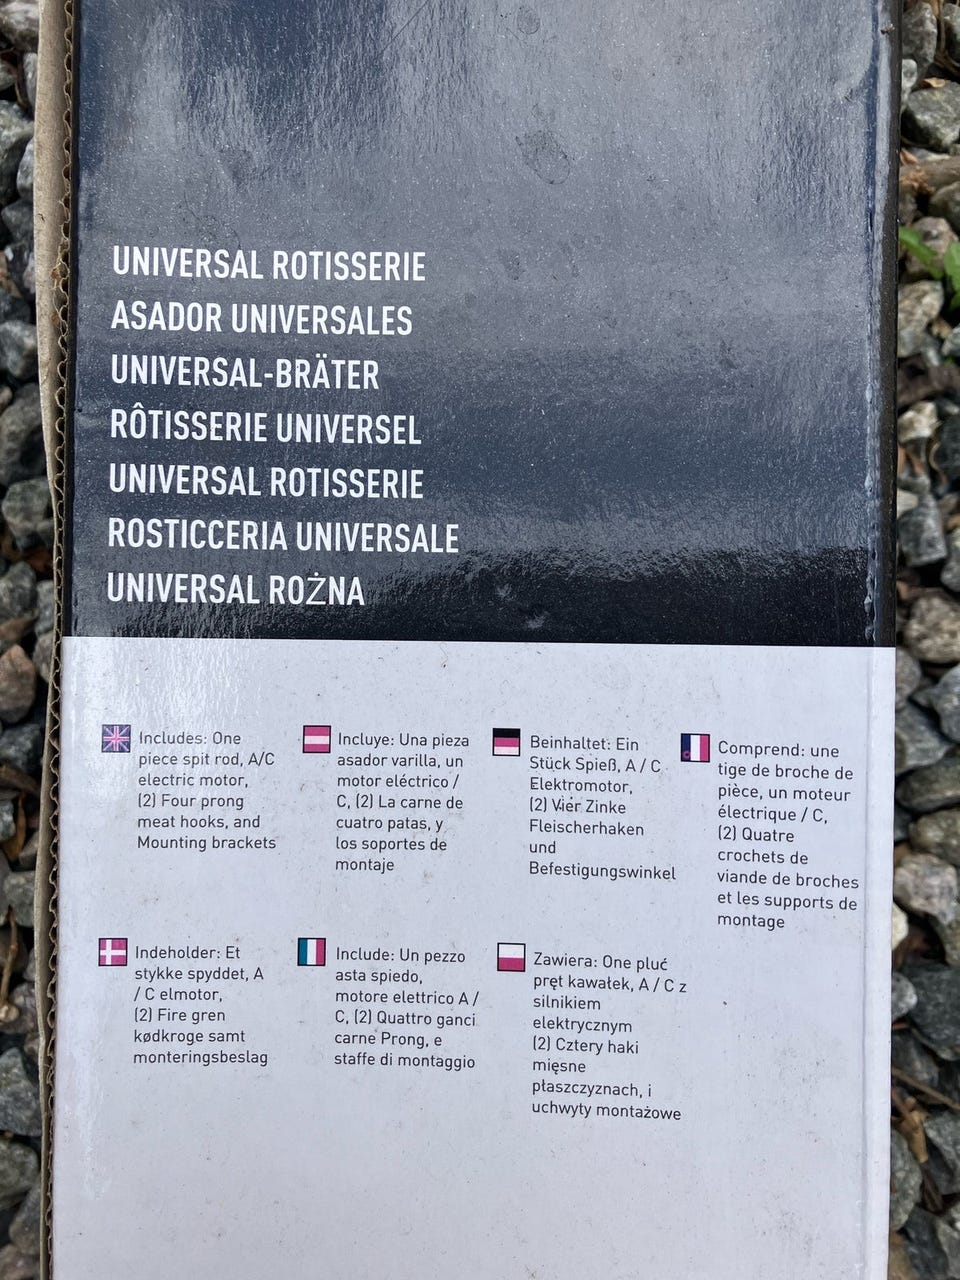 UNIVERSAL ROTISSERIE
ASADOR UNIVERSALES
UNIVERSAL-BRÄTER
RÔTISSERIE UNIVERSEL
UNIVERSAL ROTISSERIE
ROSTICCERIA UNIVERSALE
UNIVERSAL ROŻNA
Includes: One
piece spit rod, A/C
electric motor,
(2) Four prong
meat hooks, and
Mounting brackets
Incluye: Una pieza
asador varilla, un
motor eléctrico /
C, (2) La carne de
cuatro patas, y
los soportes de
montaje
Beinhaltet: Ein
Stück Spieß, A / C
Elektromotor,
(2) Vier Zinke
Fleischerhaken
und
Befestigungswinkel
Comprend: une
tige de broche de
pièce, un moteur
électrique / C,
(2) Quatre
crochets de
viande de broches
et les supports de
montage
Indeholder: Et
stykke spyddet, A
/ C elmotor,
(2) Fire gren
kødkroge samt
monteringsbeslag
Include: Un pezzo
asta spiedo,
motore elettrico A /
C, (2) Quattro ganci
carne Prong, e
staffe di montaggio
Zawiera: One pluć
pręt kawałek, A / C z
silnikiem
elektrycznym
(2) Cztery haki
mięsne
płaszczyznach, i
uchwyty montażowe